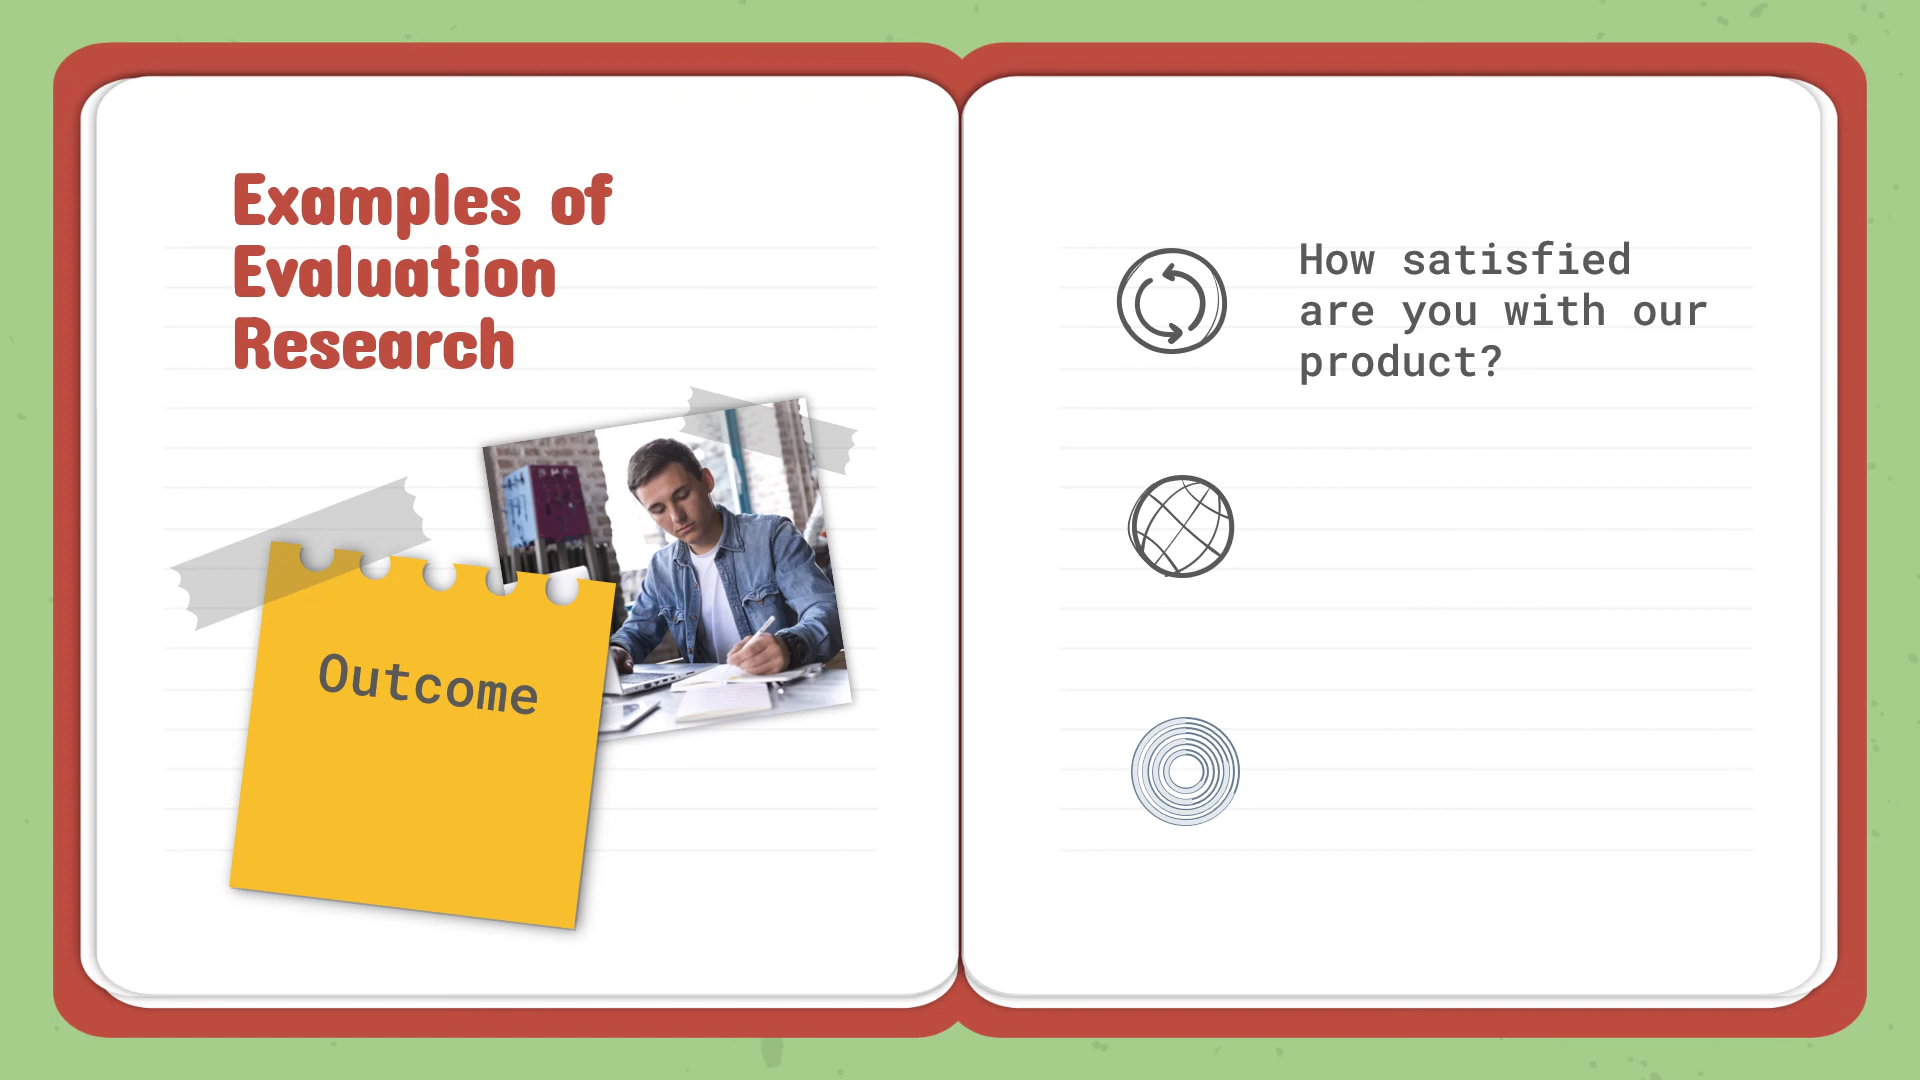 Examples of
Evaluation
Research
Outcome
How satisfied
are you with our
product?